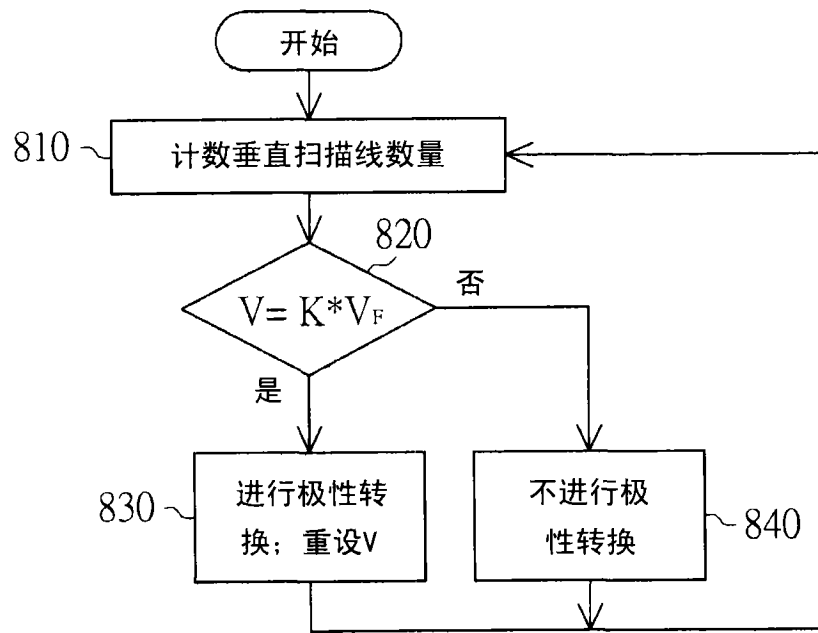 开始
810
计数垂直扫描线数量
820
V= K*VF
否
是
830
进行极性转
换；重设V
不进行极
性转换
840